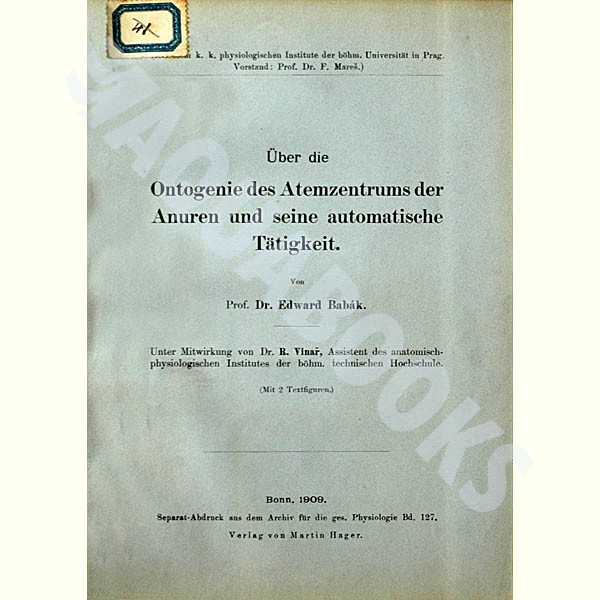 41
k. k. physiologischen Institute der böhm. Universität in Prag.
Vorstand: Prof. Dr. F. Mareš.)
Über die
Ontogenie des Atemzentrums der
Anuren und seine automatische
Tätigkeit.
Von
Prof. Dr. Edward Babák.
Unter Mitwirkung von Dr. R. Vinař, Assistent des anatomisch-
physiologischen Institutes der böhm. technischen Hochschule.
(Mit 2 Textfiguren.)
Bonn, 1909.
Separat-Abdruck aus dem Archiv für die ges. Physiologie Bd. 127.
Verlag von Martin Hager.
MAQUABOOKS